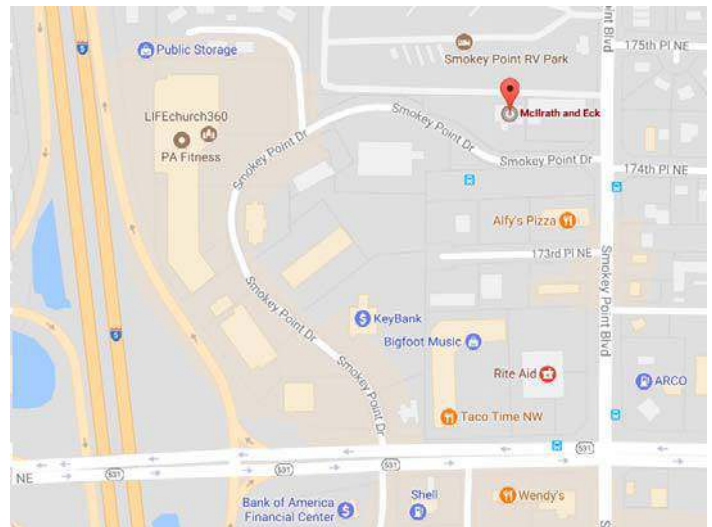 int Blvd
5
Public Storage
Smokey Point RV Park
175th Pl NE
McIlrath and Eck
LIFEchurch360
PA Fitness
Smokey Point Dr
Smokey Point Dr
Smokey Point Dr
174th Pl NE
Alfy's Pizza
173rd Pl NE
Smokey Point Blvd
Smokey Point Dr
KeyBank
Bigfoot Music
5
Smokey Point Dr
Rite Aid
ARCO
Taco Time NW
531
NE
531
531
531
Bank of America
Financial Center
Shell
Wendy's
S